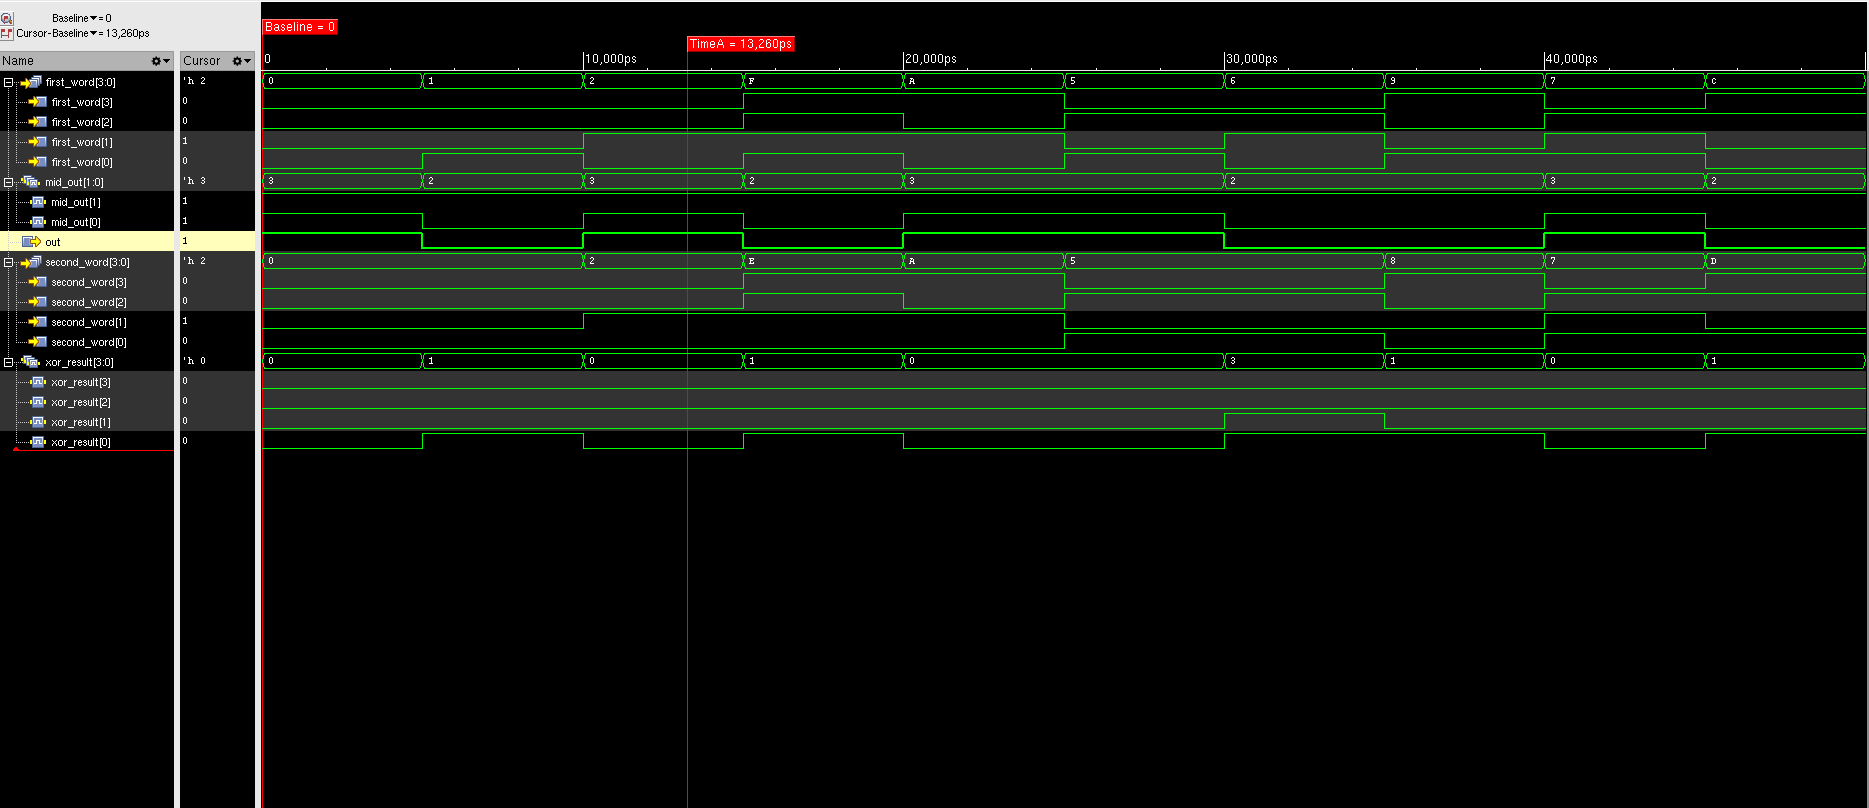 Baseline = 0
Cursor-Baseline = 13,260ps
Baseline = 0
TimeA = 13,260ps
Name Cursor 0 10,000ps 20,000ps 30,000ps 40,000ps
first_word[3:0] 'h 2 0 1 2 F A 5 6 9 7 C
first_word[3] 0
first_word[2] 0
first_word[1] 1
first_word[0] 0
mid_out[1:0] 'h 3 3 2 3 2 3 2 3 2
mid_out[1] 1
mid_out[0] 1
out 1
second_word[3:0] 'h 2 0 2 E A 5 8 7 D
second_word[3] 0
second_word[2] 0
second_word[1] 1
second_word[0] 0
xor_result[3:0] 'h 0 0 1 0 1 0 3 1 0 1
xor_result[3] 0
xor_result[2] 0
xor_result[1] 0
xor_result[0] 0